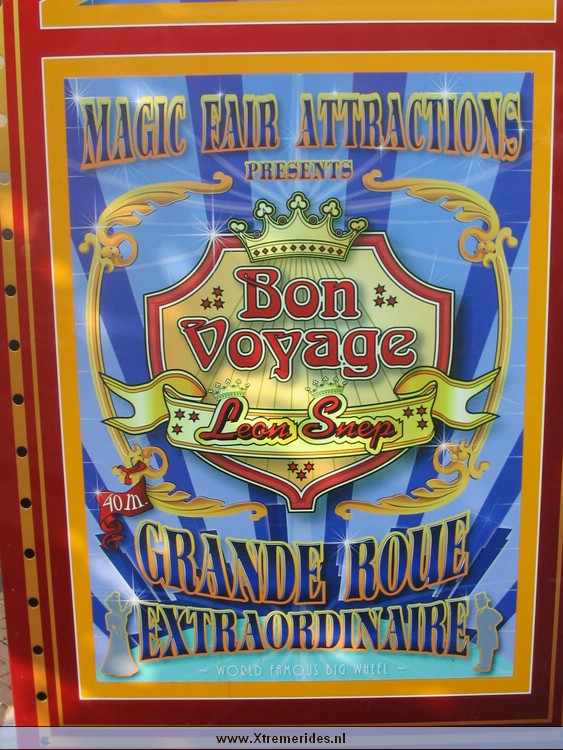 MAGIC FAIR ATTRACTIONS
PRESENTS
Bon
Voyage
Leon Snep
40.m.
GRANDE ROUE
EXTRAORDINAIRE
~ WORLD FAMOUS BIG WHEEL ~
www.Xtremerides.nl